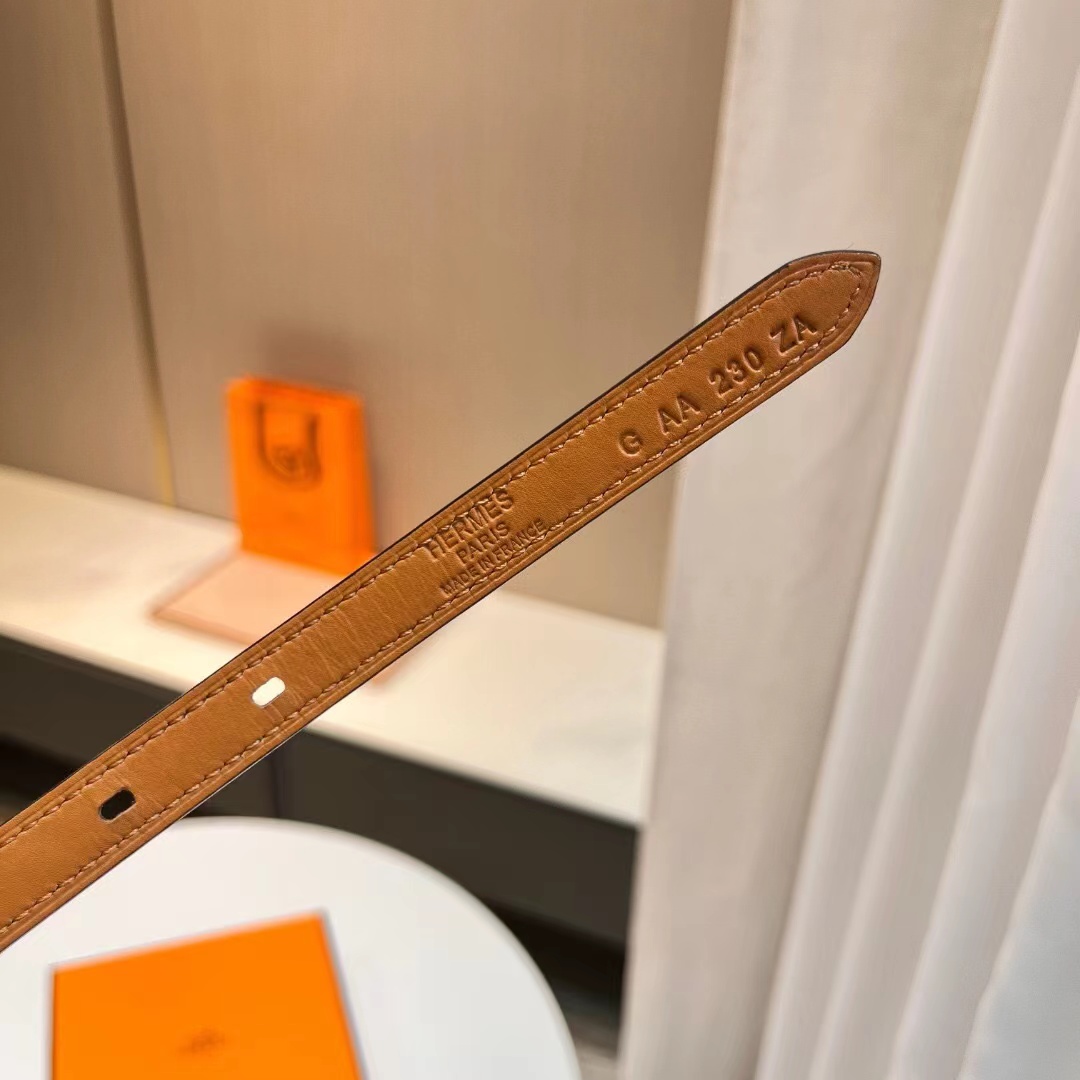 HERMES
PARIS
MADE IN FRANCE
G AA 230 ZA